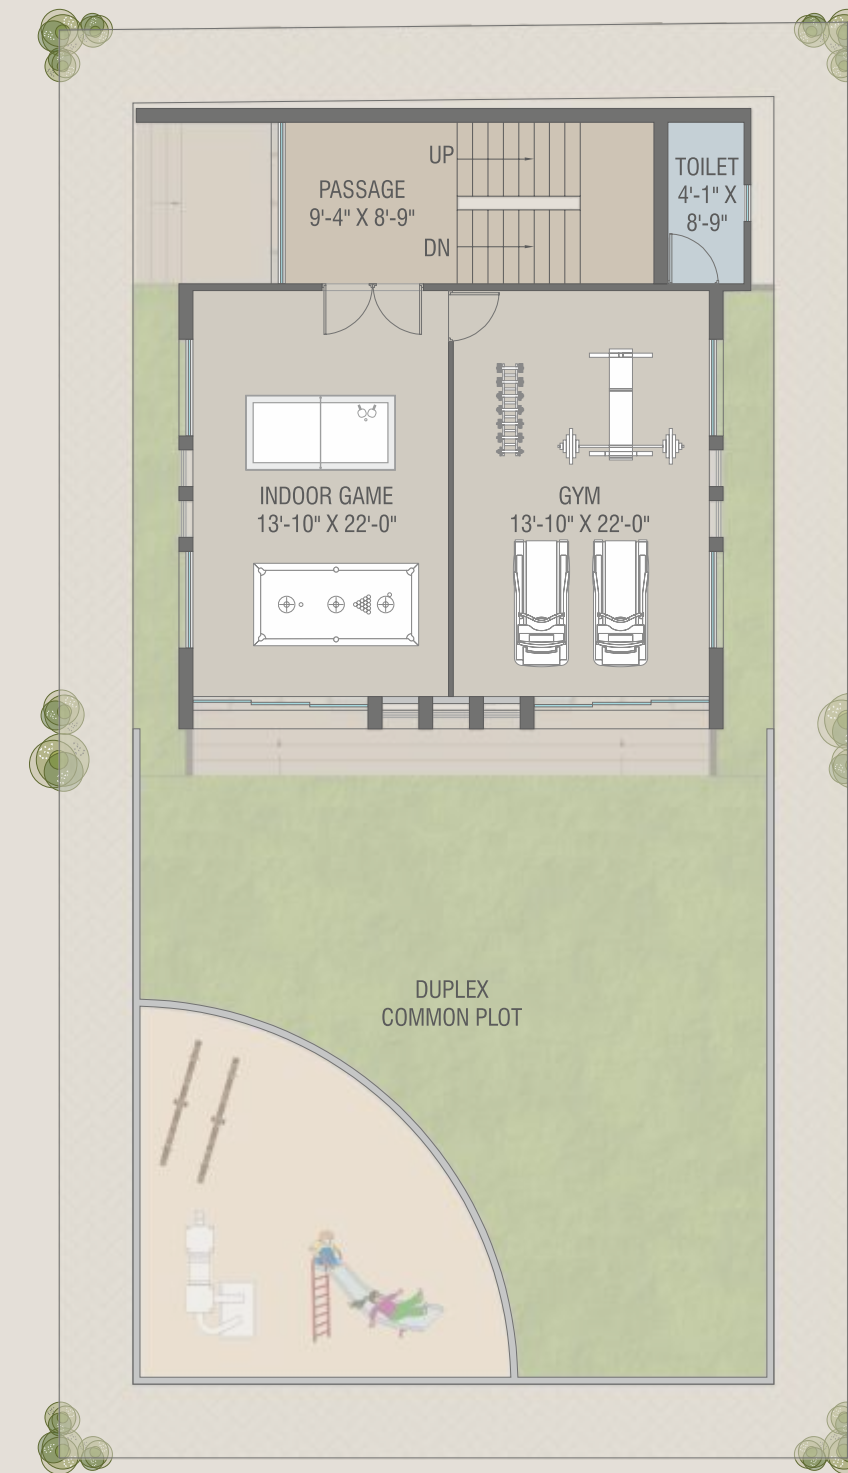 UP
PASSAGE
9'-4" X 8'-9"
DN
TOILET
4'-1" X
8'-9"
INDOOR GAME
13'-10" X 22'-0"
GYM
13'-10" X 22'-0"
DUPLEX
COMMON PLOT